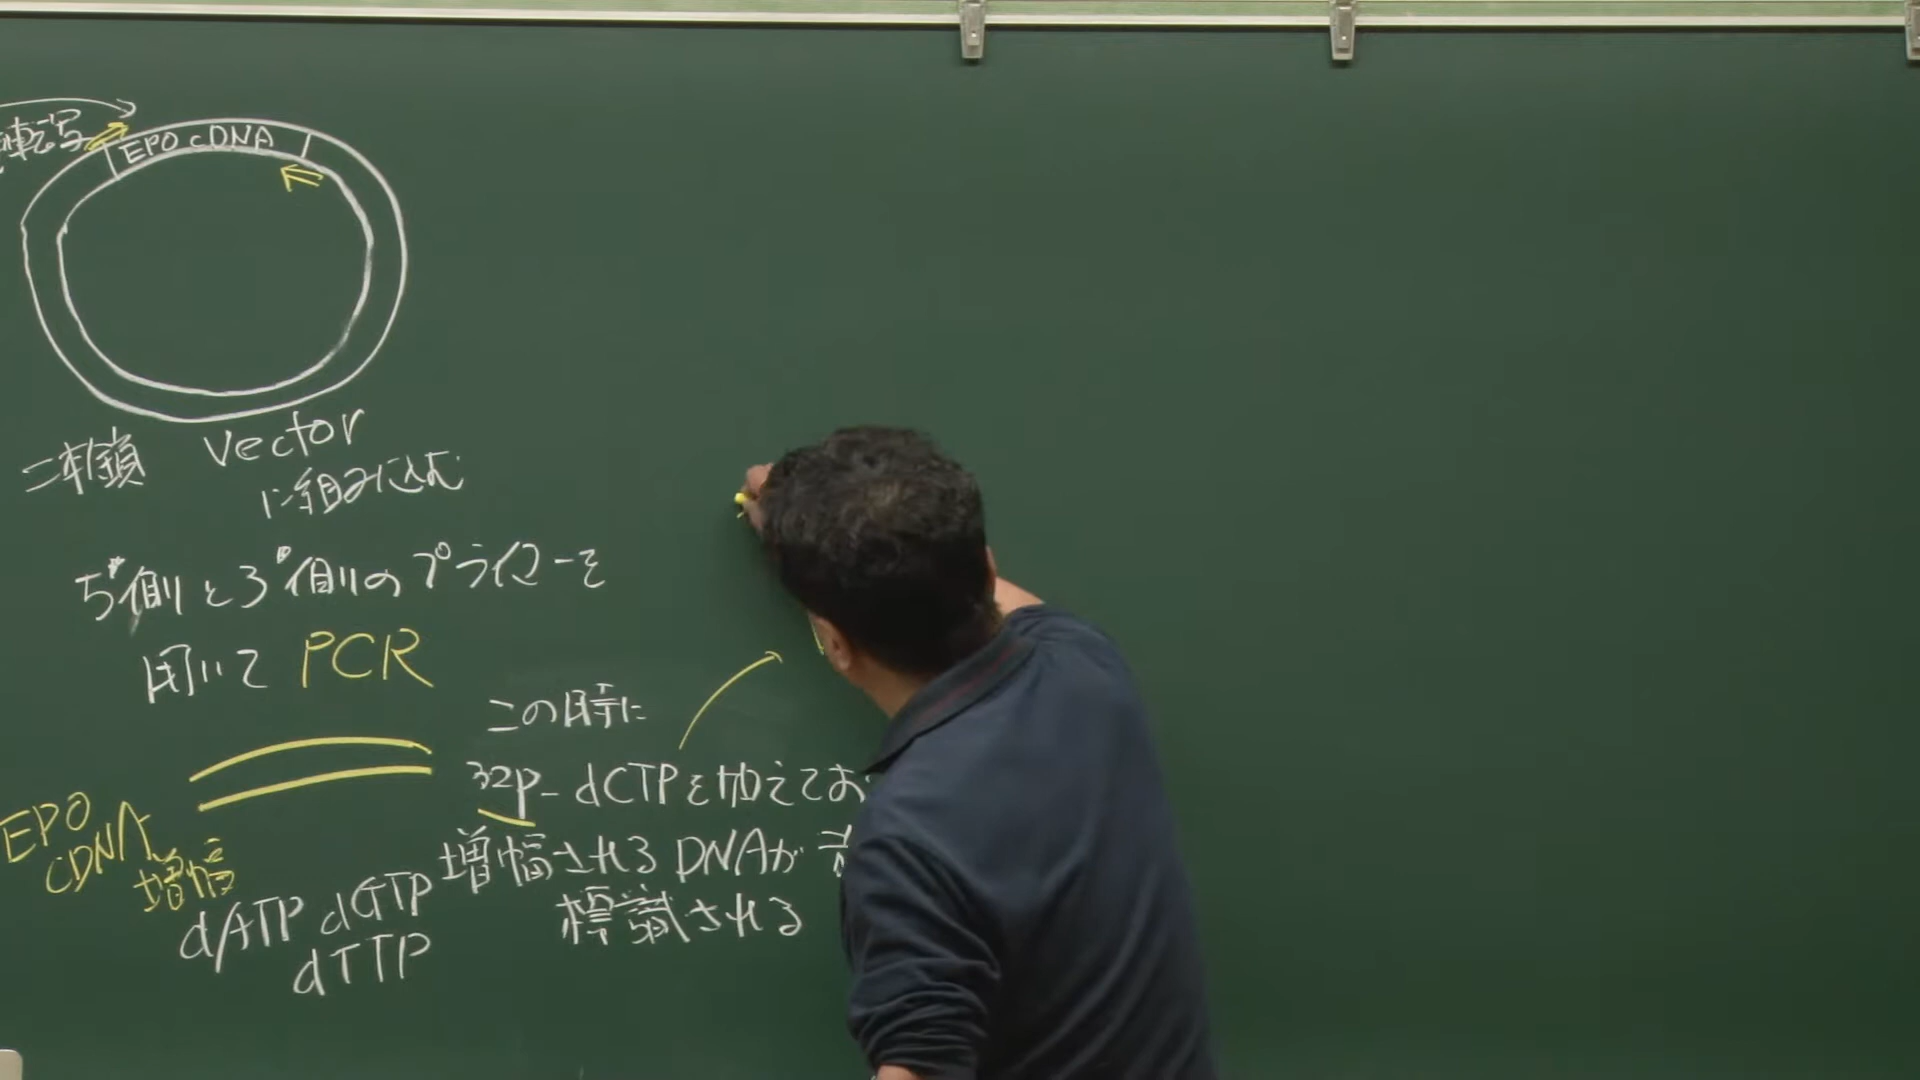 転写
EPO cDNA
二本鎖 vector
に組み込む
5'側と3'側のプライマーを
用いて PCR
この時に
32P-dCTPを加えてお
EPO
CDNA
増幅
増幅されるDNAが
標識される
dATP dGTP
dTTP